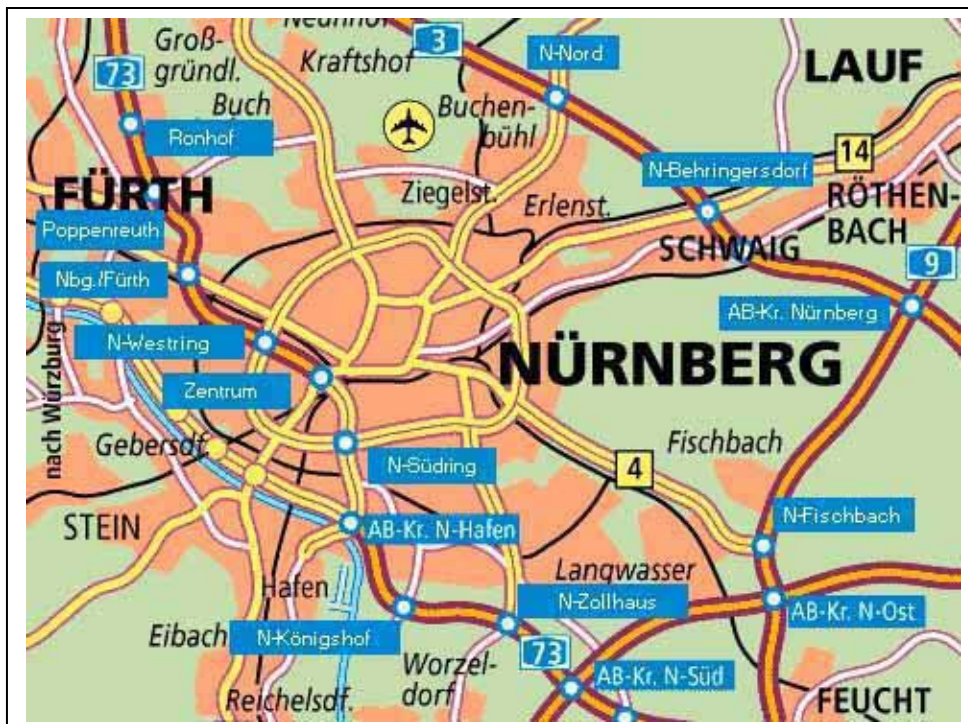 Neunhof
3
N-Nord
LAUF
Groß-
gründl.
Kraftshof
73
Buch
Buchen-
bühl
Ronhof
14
N-Behringersdorf
FÜRTH
Ziegelst.
Erlenst.
RÖTHEN-
BACH
Poppenreuth
SCHWAIG
9
Nbg./Fürth
AB-Kr. Nürnberg
N-Westring
NÜRNBERG
nach Würzburg
Zentrum
Gebersdf.
Fischbach
N-Südring
4
STEIN
AB-Kr. N-Hafen
N-Fischbach
Hafen
Langwasser
N-Zollhaus
AB-Kr. N-Ost
Eibach
N-Königshof
Worzel-
dorf
73
AB-Kr. N-Süd
Reichelsdf.
FEUCHT